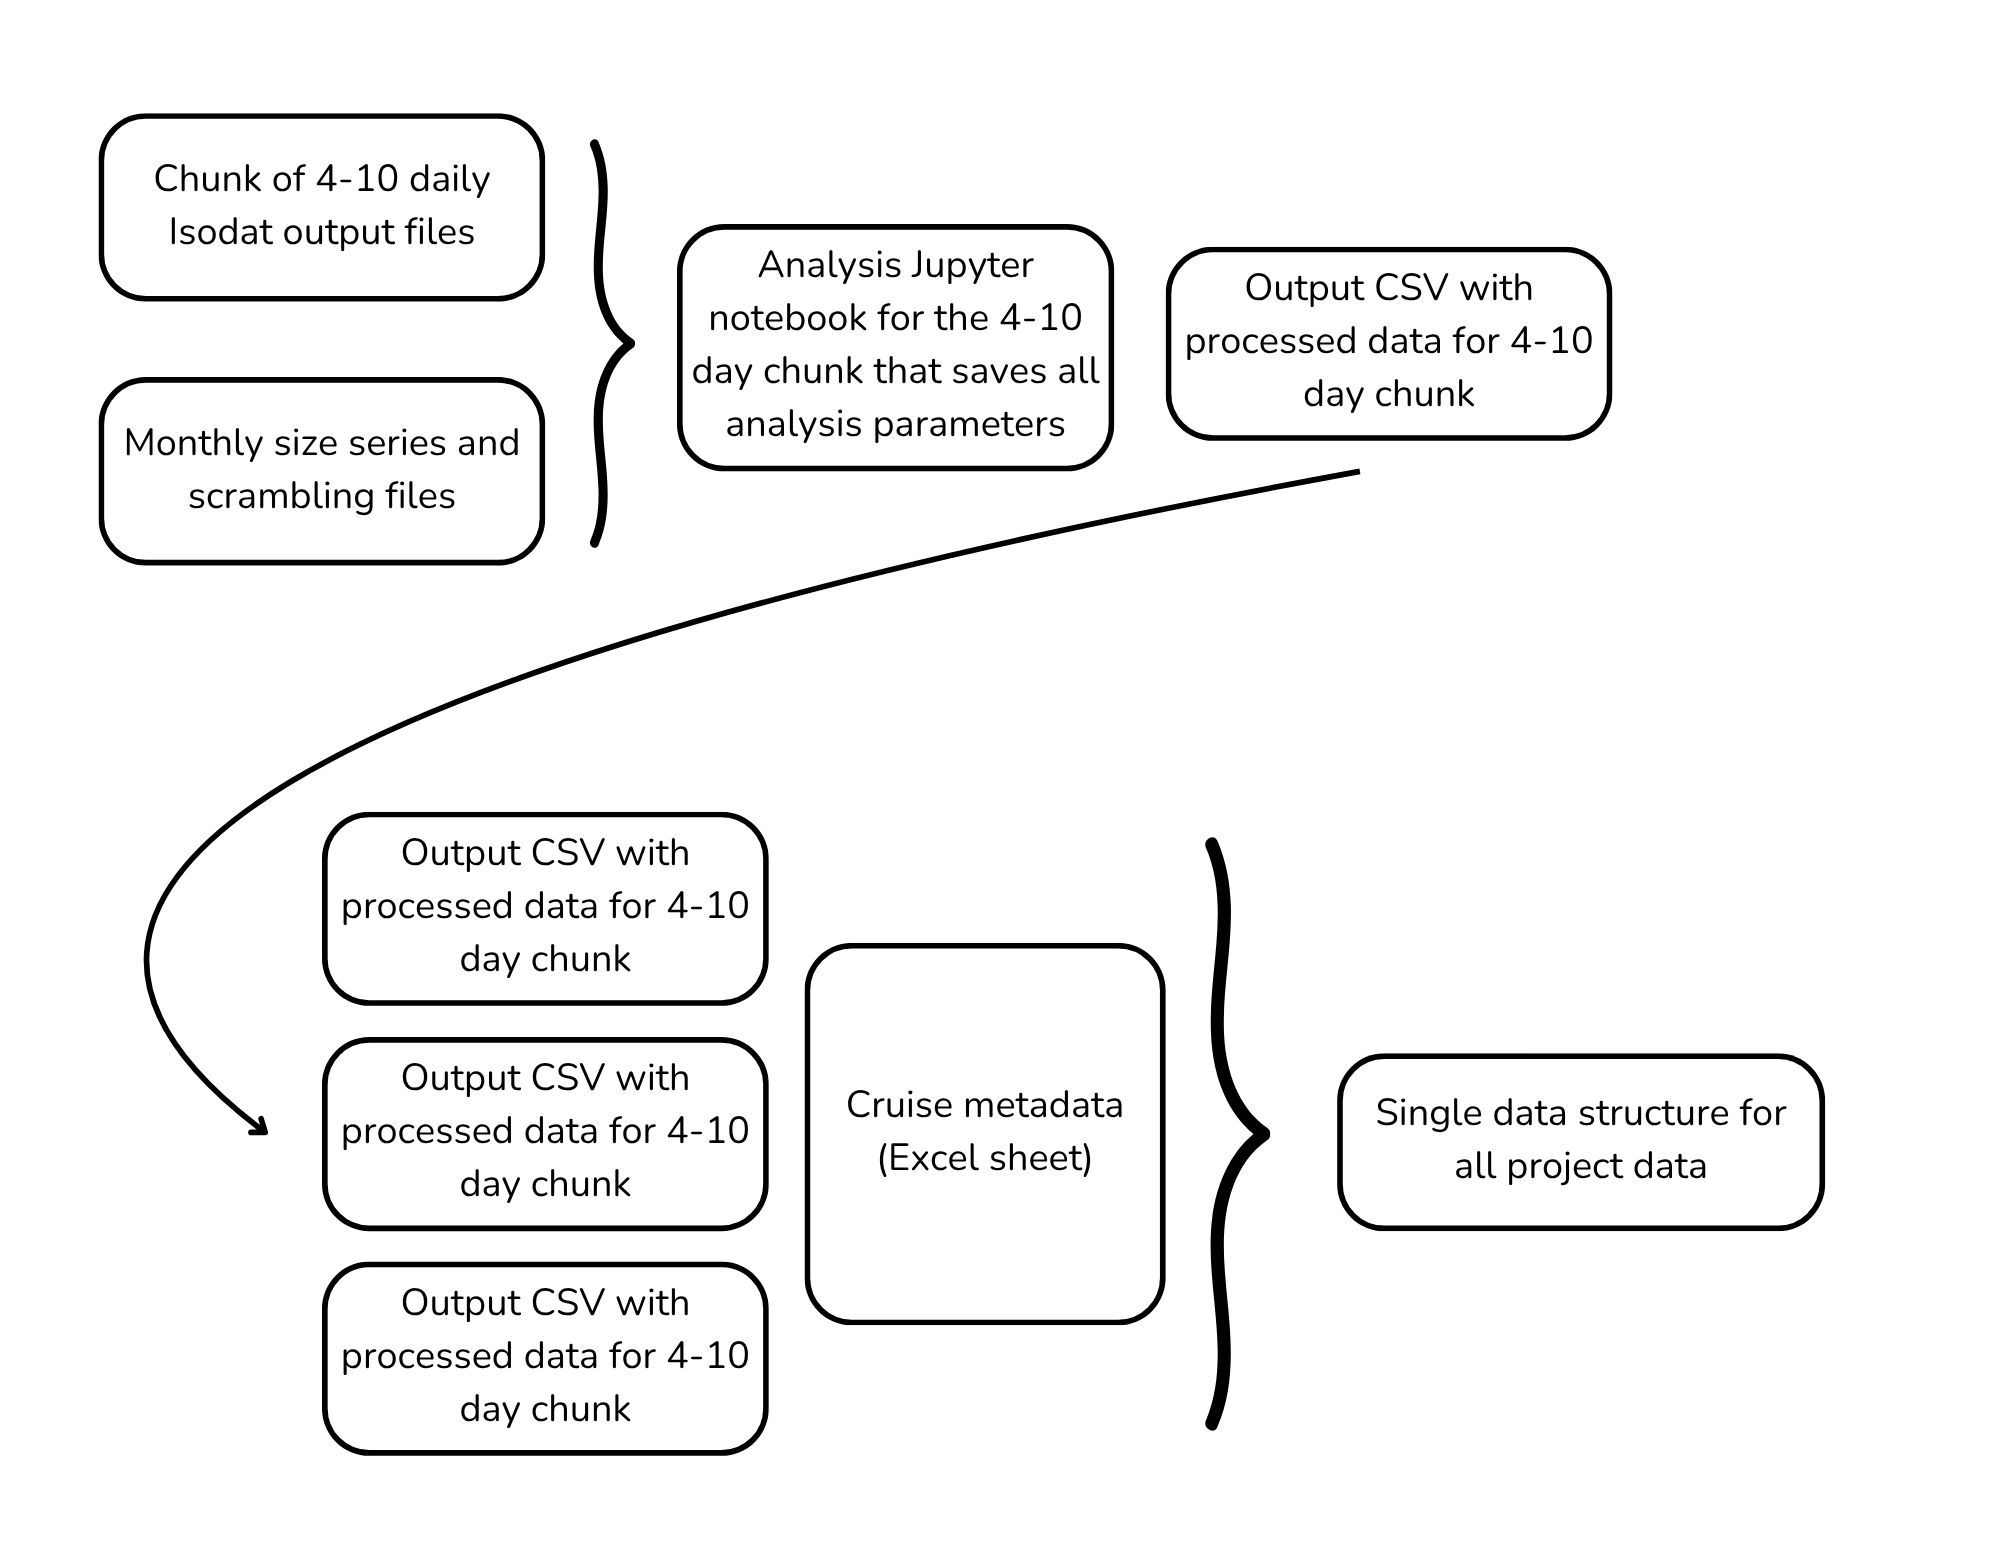 Chunk of 4-10 daily
Isodat output files
Monthly size series and
scrambling files
Analysis Jupyter
notebook for the 4-10
day chunk that saves all
analysis parameters
Output CSV with
processed data for 4-10
day chunk
Output CSV with
processed data for 4-10
day chunk
Output CSV with
processed data for 4-10
day chunk
Output CSV with
processed data for 4-10
day chunk
Cruise metadata
(Excel sheet)
Single data structure for
all project data